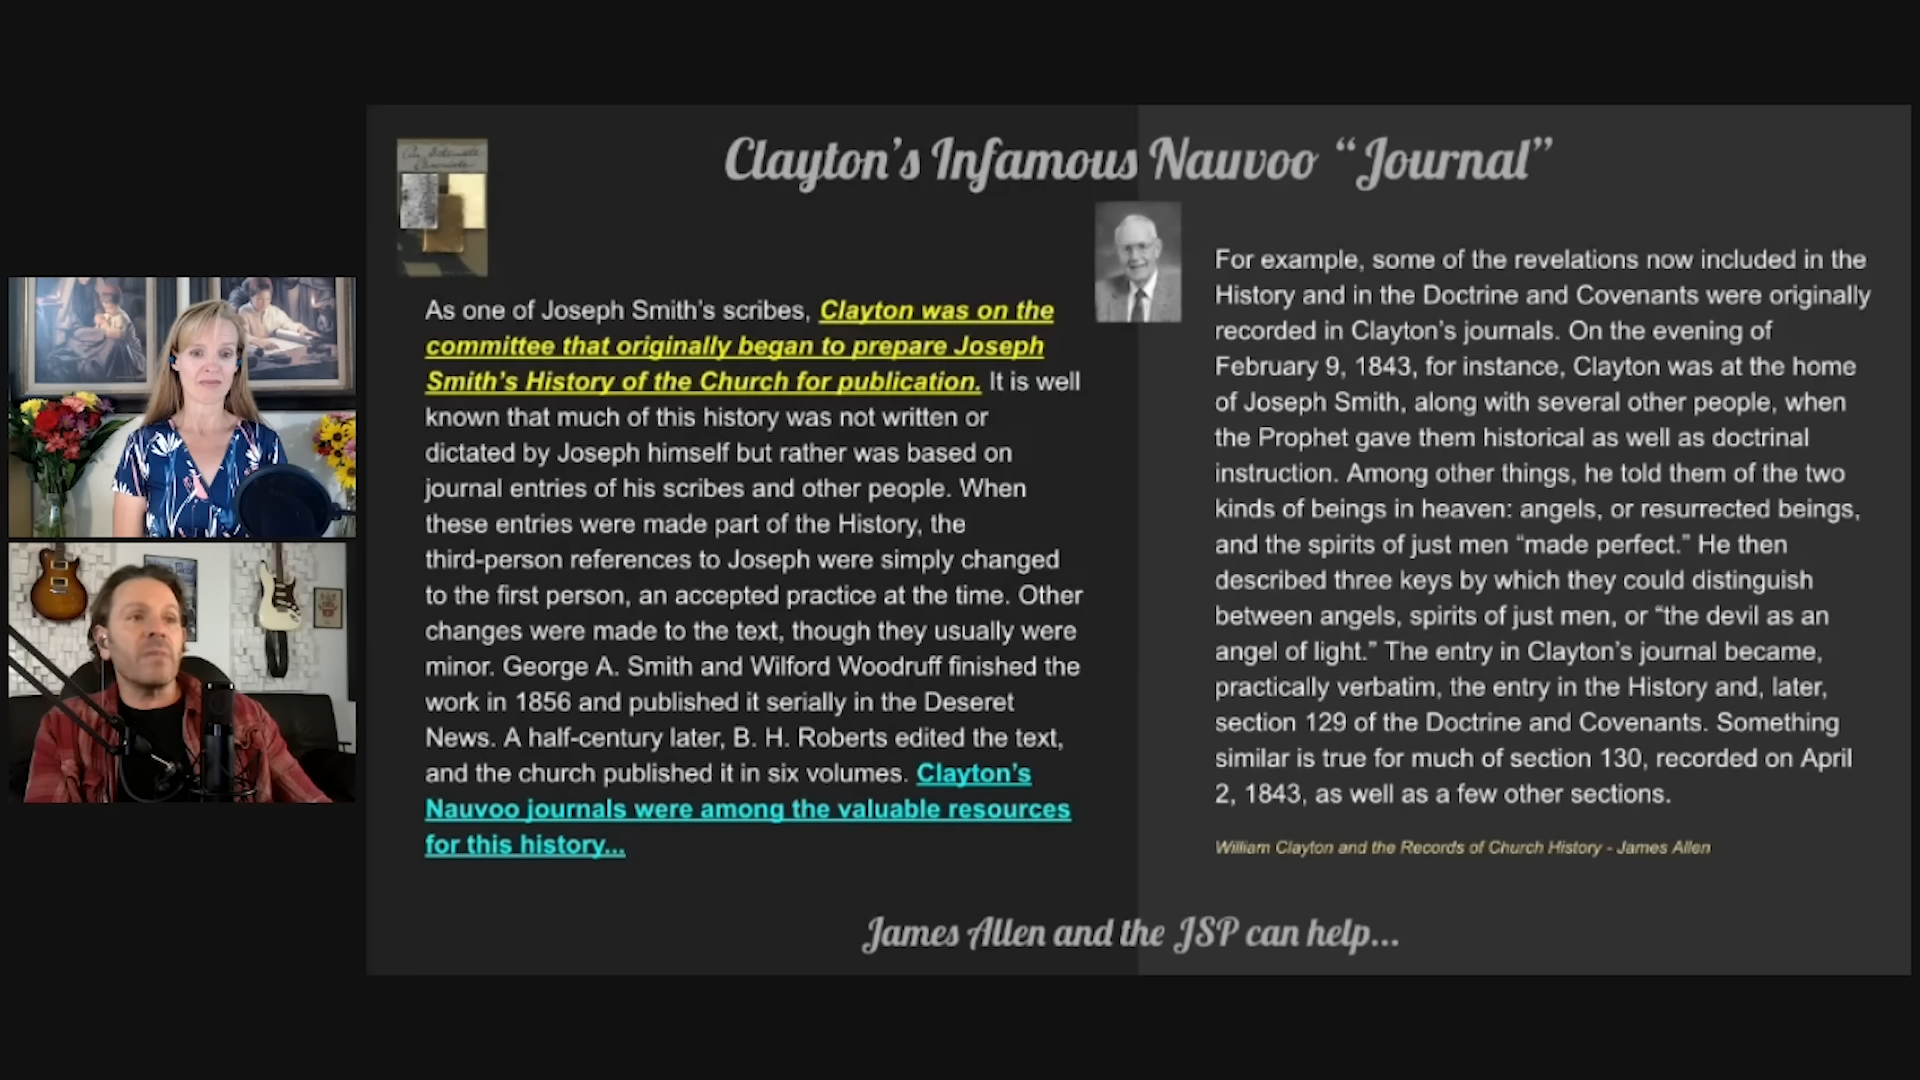 Clayton's Infamous Nauvoo “Journal”
As one of Joseph Smith's scribes, Clayton was on the
committee that originally began to prepare Joseph
Smith's History of the Church for publication. It is well
known that much of this history was not written or
dictated by Joseph himself but rather was based on
journal entries of his scribes and other people. When
these entries were made part of the History, the
third-person references to Joseph were simply changed
to the first person, an accepted practice at the time. Other
changes were made to the text, though they usually were
minor. George A. Smith and Wilford Woodruff finished the
work in 1856 and published it serially in the Deseret
News. A half-century later, B. H. Roberts edited the text,
and the church published it in six volumes. Clayton's
Nauvoo journals were among the valuable resources
for this history...
For example, some of the revelations now included in the
History and in the Doctrine and Covenants were originally
recorded in Clayton's journals. On the evening of
February 9, 1843, for instance, Clayton was at the home
of Joseph Smith, along with several other people, when
the Prophet gave them historical as well as doctrinal
instruction. Among other things, he told them of the two
kinds of beings in heaven: angels, or resurrected beings,
and the spirits of just men “made perfect.” He then
described three keys by which they could distinguish
between angels, spirits of just men, or “the devil as an
angel of light.” The entry in Clayton's journal became,
practically verbatim, the entry in the History and, later,
section 129 of the Doctrine and Covenants. Something
similar is true for much of section 130, recorded on April
2, 1843, as well as a few other sections.
William Clayton and the Records of Church History - James Allen
James Allen and the JSP can help...